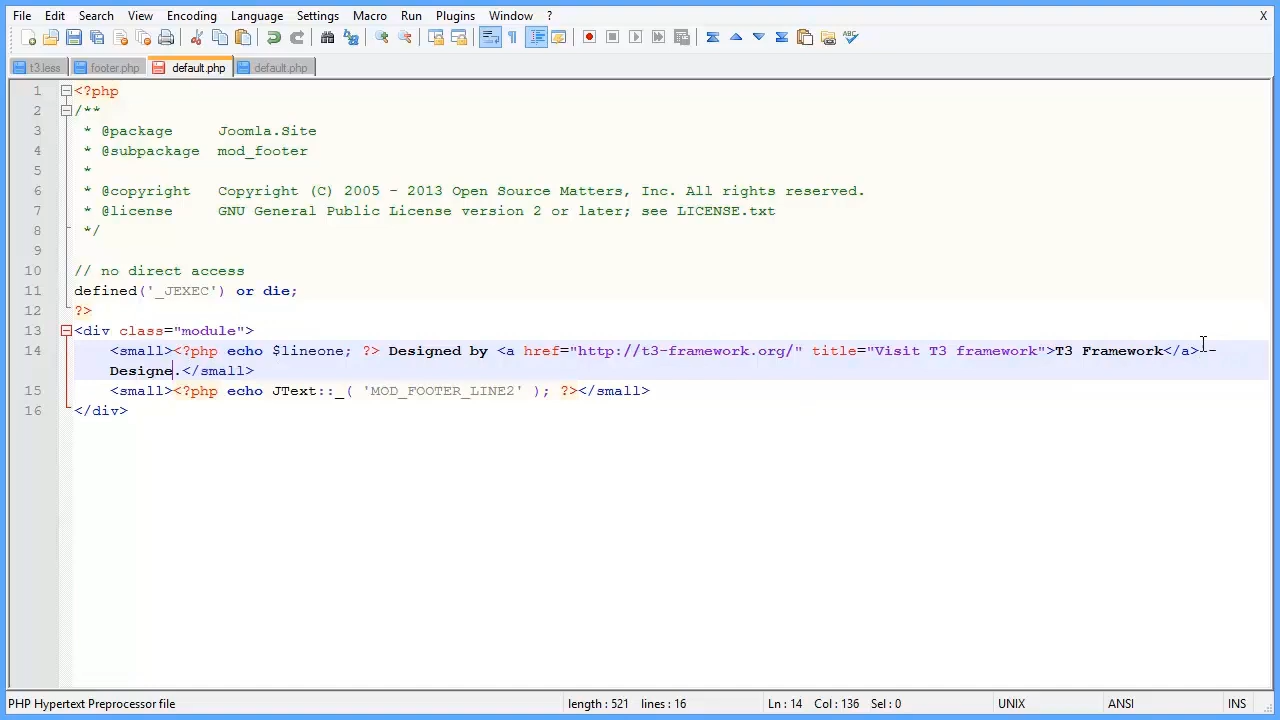 File Edit Search View Encoding Language Settings Macro Run Plugins Window ? X
t3.less footer.php default.php default.php
1 <?php
2 /**
3 * @package Joomla.Site
4 * @subpackage mod_footer
5 *
6 * @copyright Copyright (C) 2005 - 2013 Open Source Matters, Inc. All rights reserved.
7 * @license GNU General Public License version 2 or later; see LICENSE.txt
8 */
9
10 // no direct access
11 defined('_JEXEC') or die;
12 ?>
13 <div class="module">
14 <small><?php echo $lineone; ?> Designed by <a href="http://t3-framework.org/" title="Visit T3 framework">T3 Framework</a> -
Designe.</small>
15 <small><?php echo JText::_( 'MOD_FOOTER_LINE2' ); ?></small>
16 </div>
PHP Hypertext Preprocessor file length : 521 lines : 16 Ln : 14 Col : 136 Sel : 0 UNIX ANSI INS